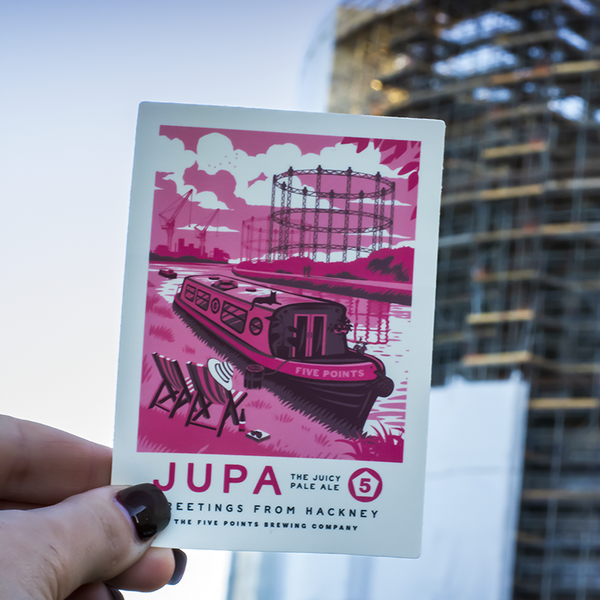 FIVE POINTS
JUPA
THE JUICY
PALE ALE
5
REETINGS FROM HACKNEY
THE FIVE POINTS BREWING COMPANY